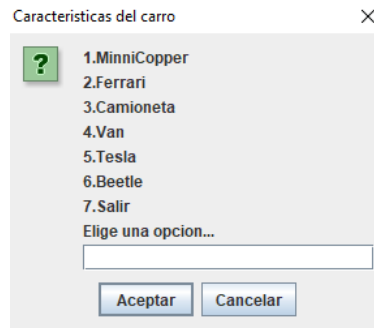 Caracteristicas del carro
?
1.MinniCopper
2.Ferrari
3.Camioneta
4.Van
5.Tesla
6.Beetle
7.Salir
Elige una opcion...
Aceptar Cancelar